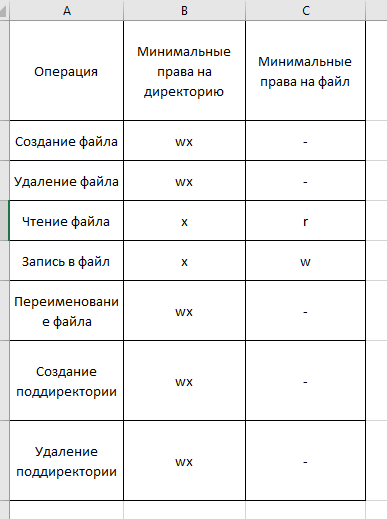 A B C
Операция
Минимальные
права на
директорию
Минимальные
права на файл
Создание файла wx -
Удаление файла wx -
Чтение файла x r
Запись в файл x w
Переименовани
е файла
wx -
Создание
поддиректории
wx -
Удаление
поддиректории
wx -